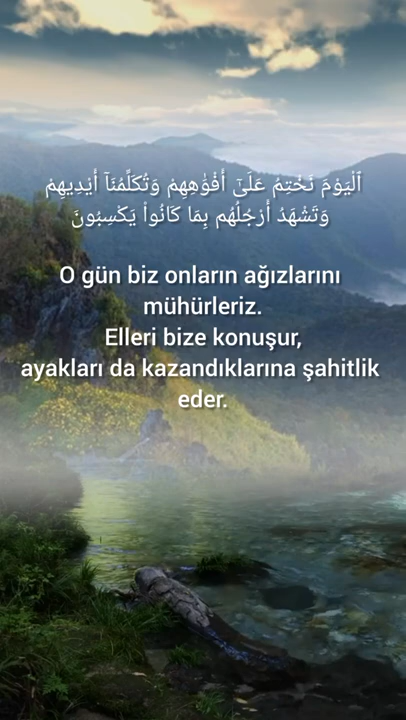 ٱلْيَوْمَ نَخْتِمُ عَلَىٰٓ أَفْوَٰهِهِمْ وَتُكَلِّمُنَآ أَيْدِيهِمْ
وَتَشْهَدُ أَرْجُلُهُم بِمَا كَانُوا۟ يَكْسِبُونَ
O gün biz onların ağızlarını
mühürleriz.
Elleri bize konuşur,
ayakları da kazandıklarına şahitlik
eder.